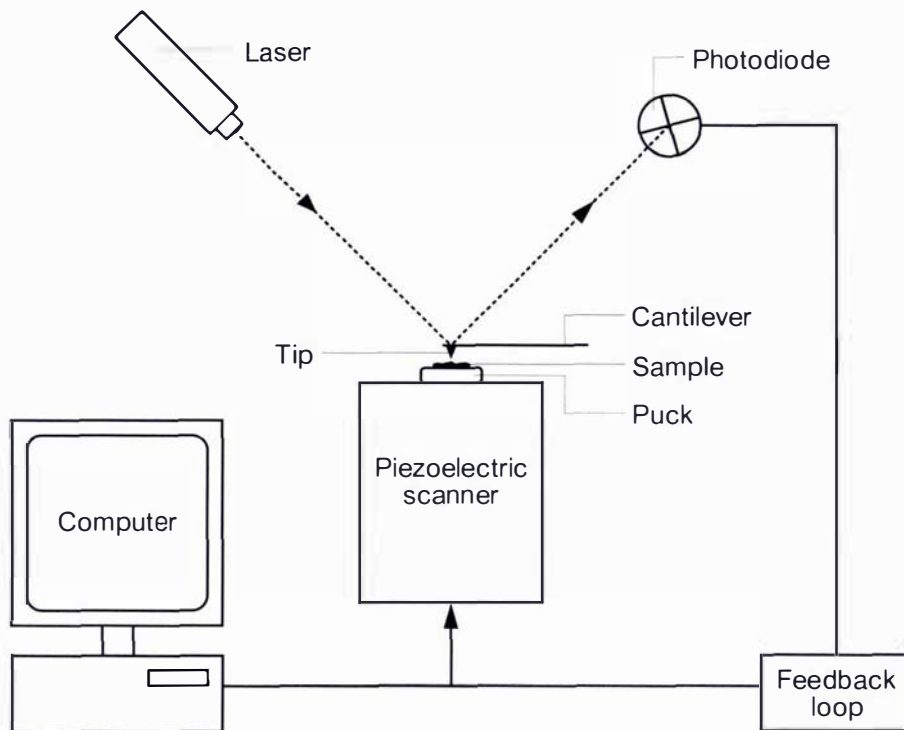 Laser
Photodiode
Cantilever
Tip
Sample
Puck
Piezoelectric
scanner
Computer
Feedback
loop